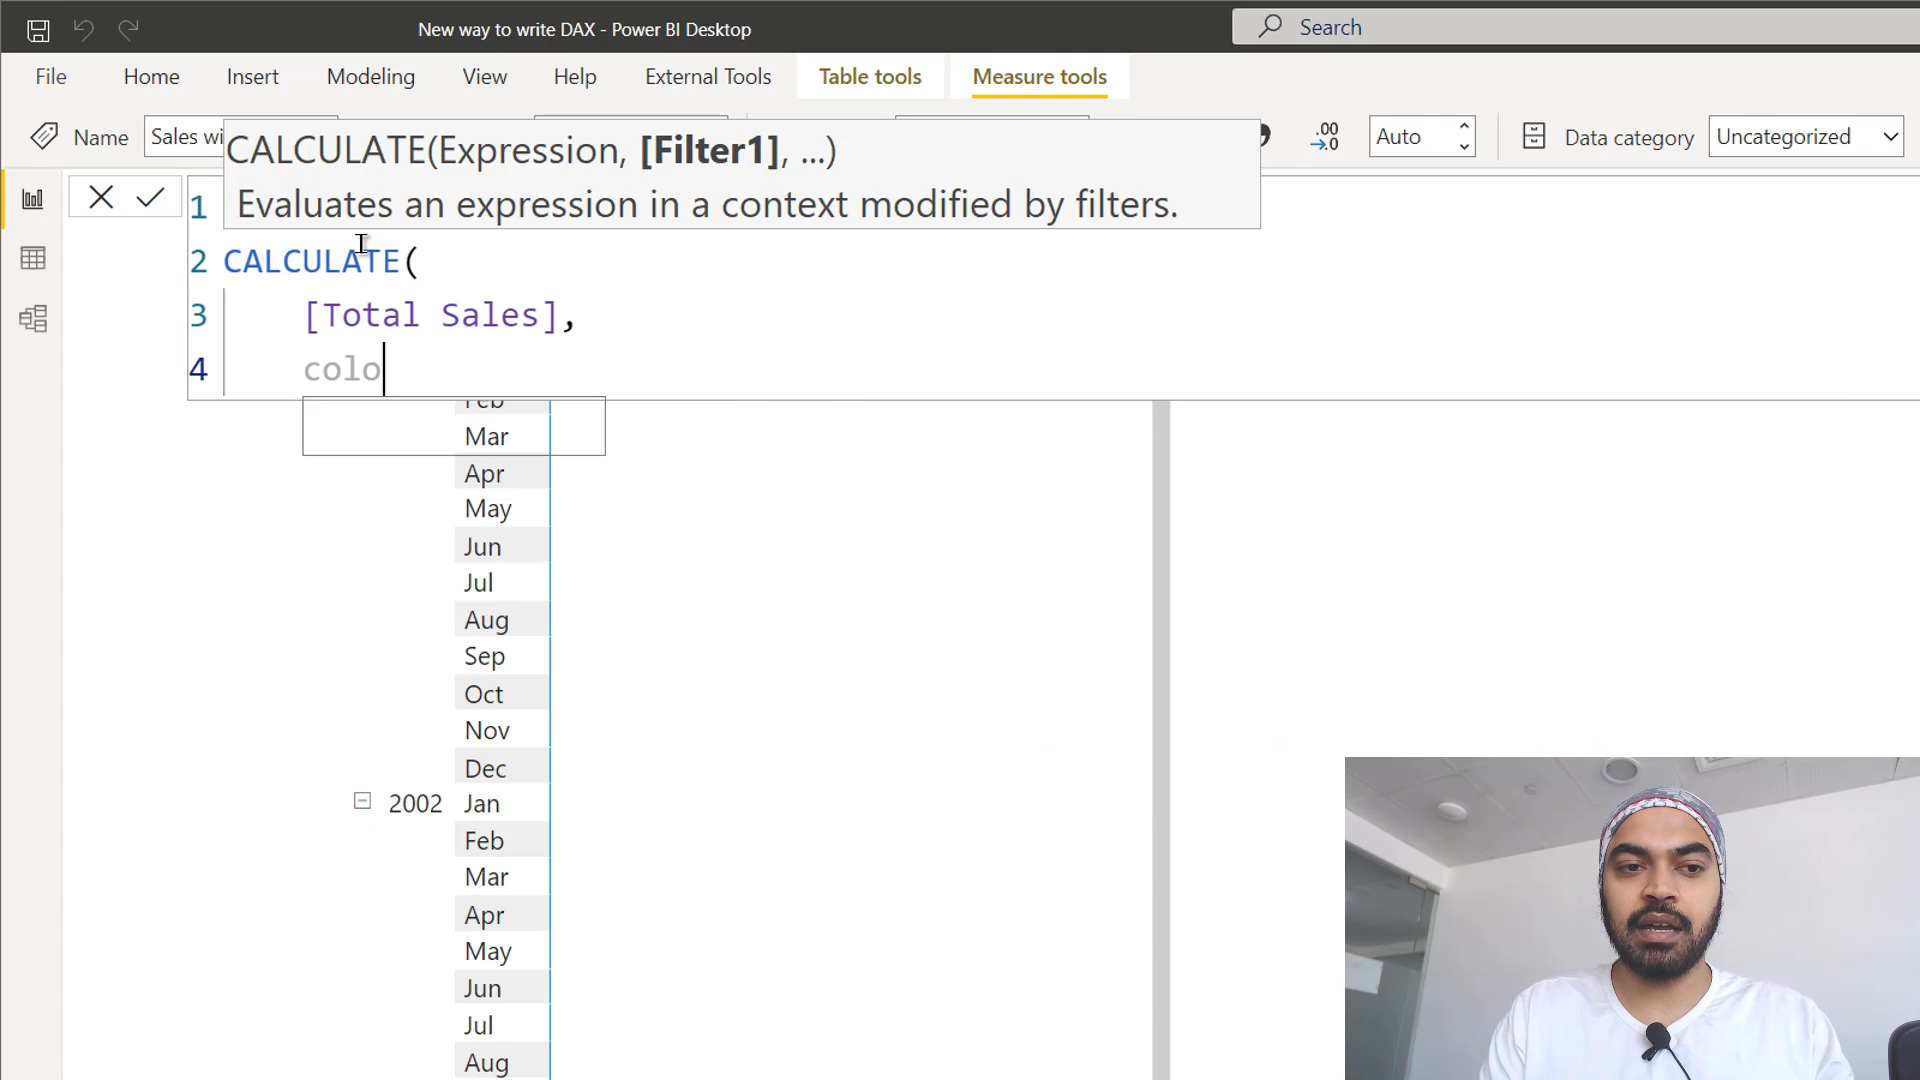 New way to write DAX - Power BI Desktop
Search
File Home Insert Modeling View Help External Tools Table tools Measure tools
Name Sales wi
.00
→.0
Auto
Data category Uncategorized
CALCULATE(Expression, [Filter1], ...)
Evaluates an expression in a context modified by filters.
1
2 CALCULATE(
3 [Total Sales],
4 colo
Feb
Mar
Apr
May
Jun
Jul
Aug
Sep
Oct
Nov
Dec
2002 Jan
Feb
Mar
Apr
May
Jun
Jul
Aug